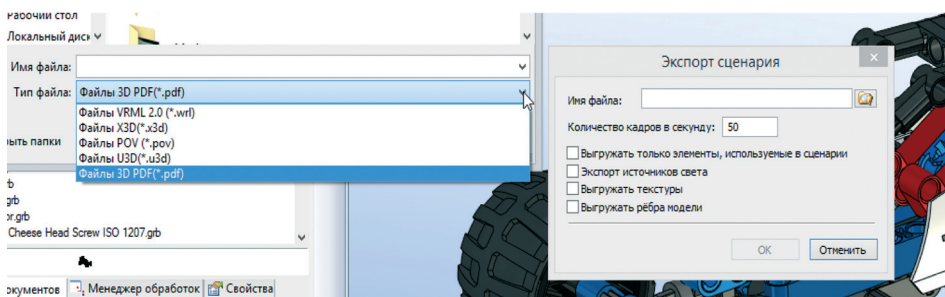 Рабочий стол
Локальный диск
Имя файла:
Тип файла: Файлы 3D PDF(*.pdf)
Файлы VRML 2.0 (*.wrl)
Файлы X3D(*.x3d)
Файлы POV (*.pov)
Файлы U3D(*.u3d)
Файлы 3D PDF(*.pdf)
рыть папки
rb
grb
or.grb
Cheese Head Screw ISO 1207.grb
окументов
Менеджер обработок
Свойства
Экспорт сценария
Имя файла:
Количество кадров в секунду: 50
Выгружать только элементы, используемые в сценарии
Экспорт источников света
Выгружать текстуры
Выгружать рёбра модели
OK
Отменить